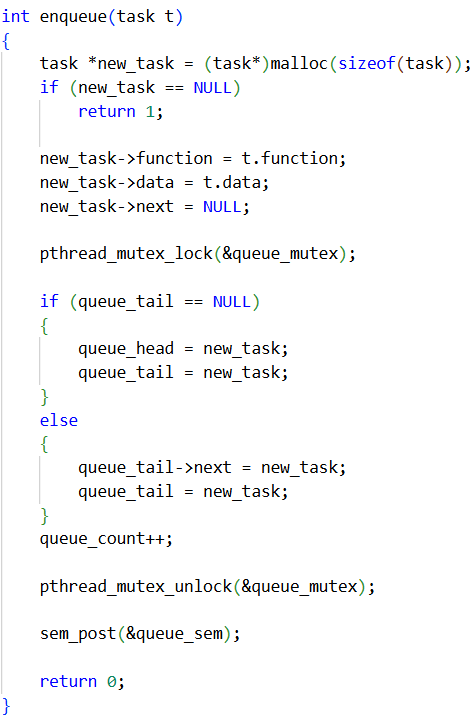 int enqueue(task t)
{
    task *new_task = (task*)malloc(sizeof(task));
    if (new_task == NULL)
        return 1;

    new_task->function = t.function;
    new_task->data = t.data;
    new_task->next = NULL;

    pthread_mutex_lock(&queue_mutex);

    if (queue_tail == NULL)
    {
        queue_head = new_task;
        queue_tail = new_task;
    }
    else
    {
        queue_tail->next = new_task;
        queue_tail = new_task;
    }
    queue_count++;

    pthread_mutex_unlock(&queue_mutex);

    sem_post(&queue_sem);

    return 0;
}